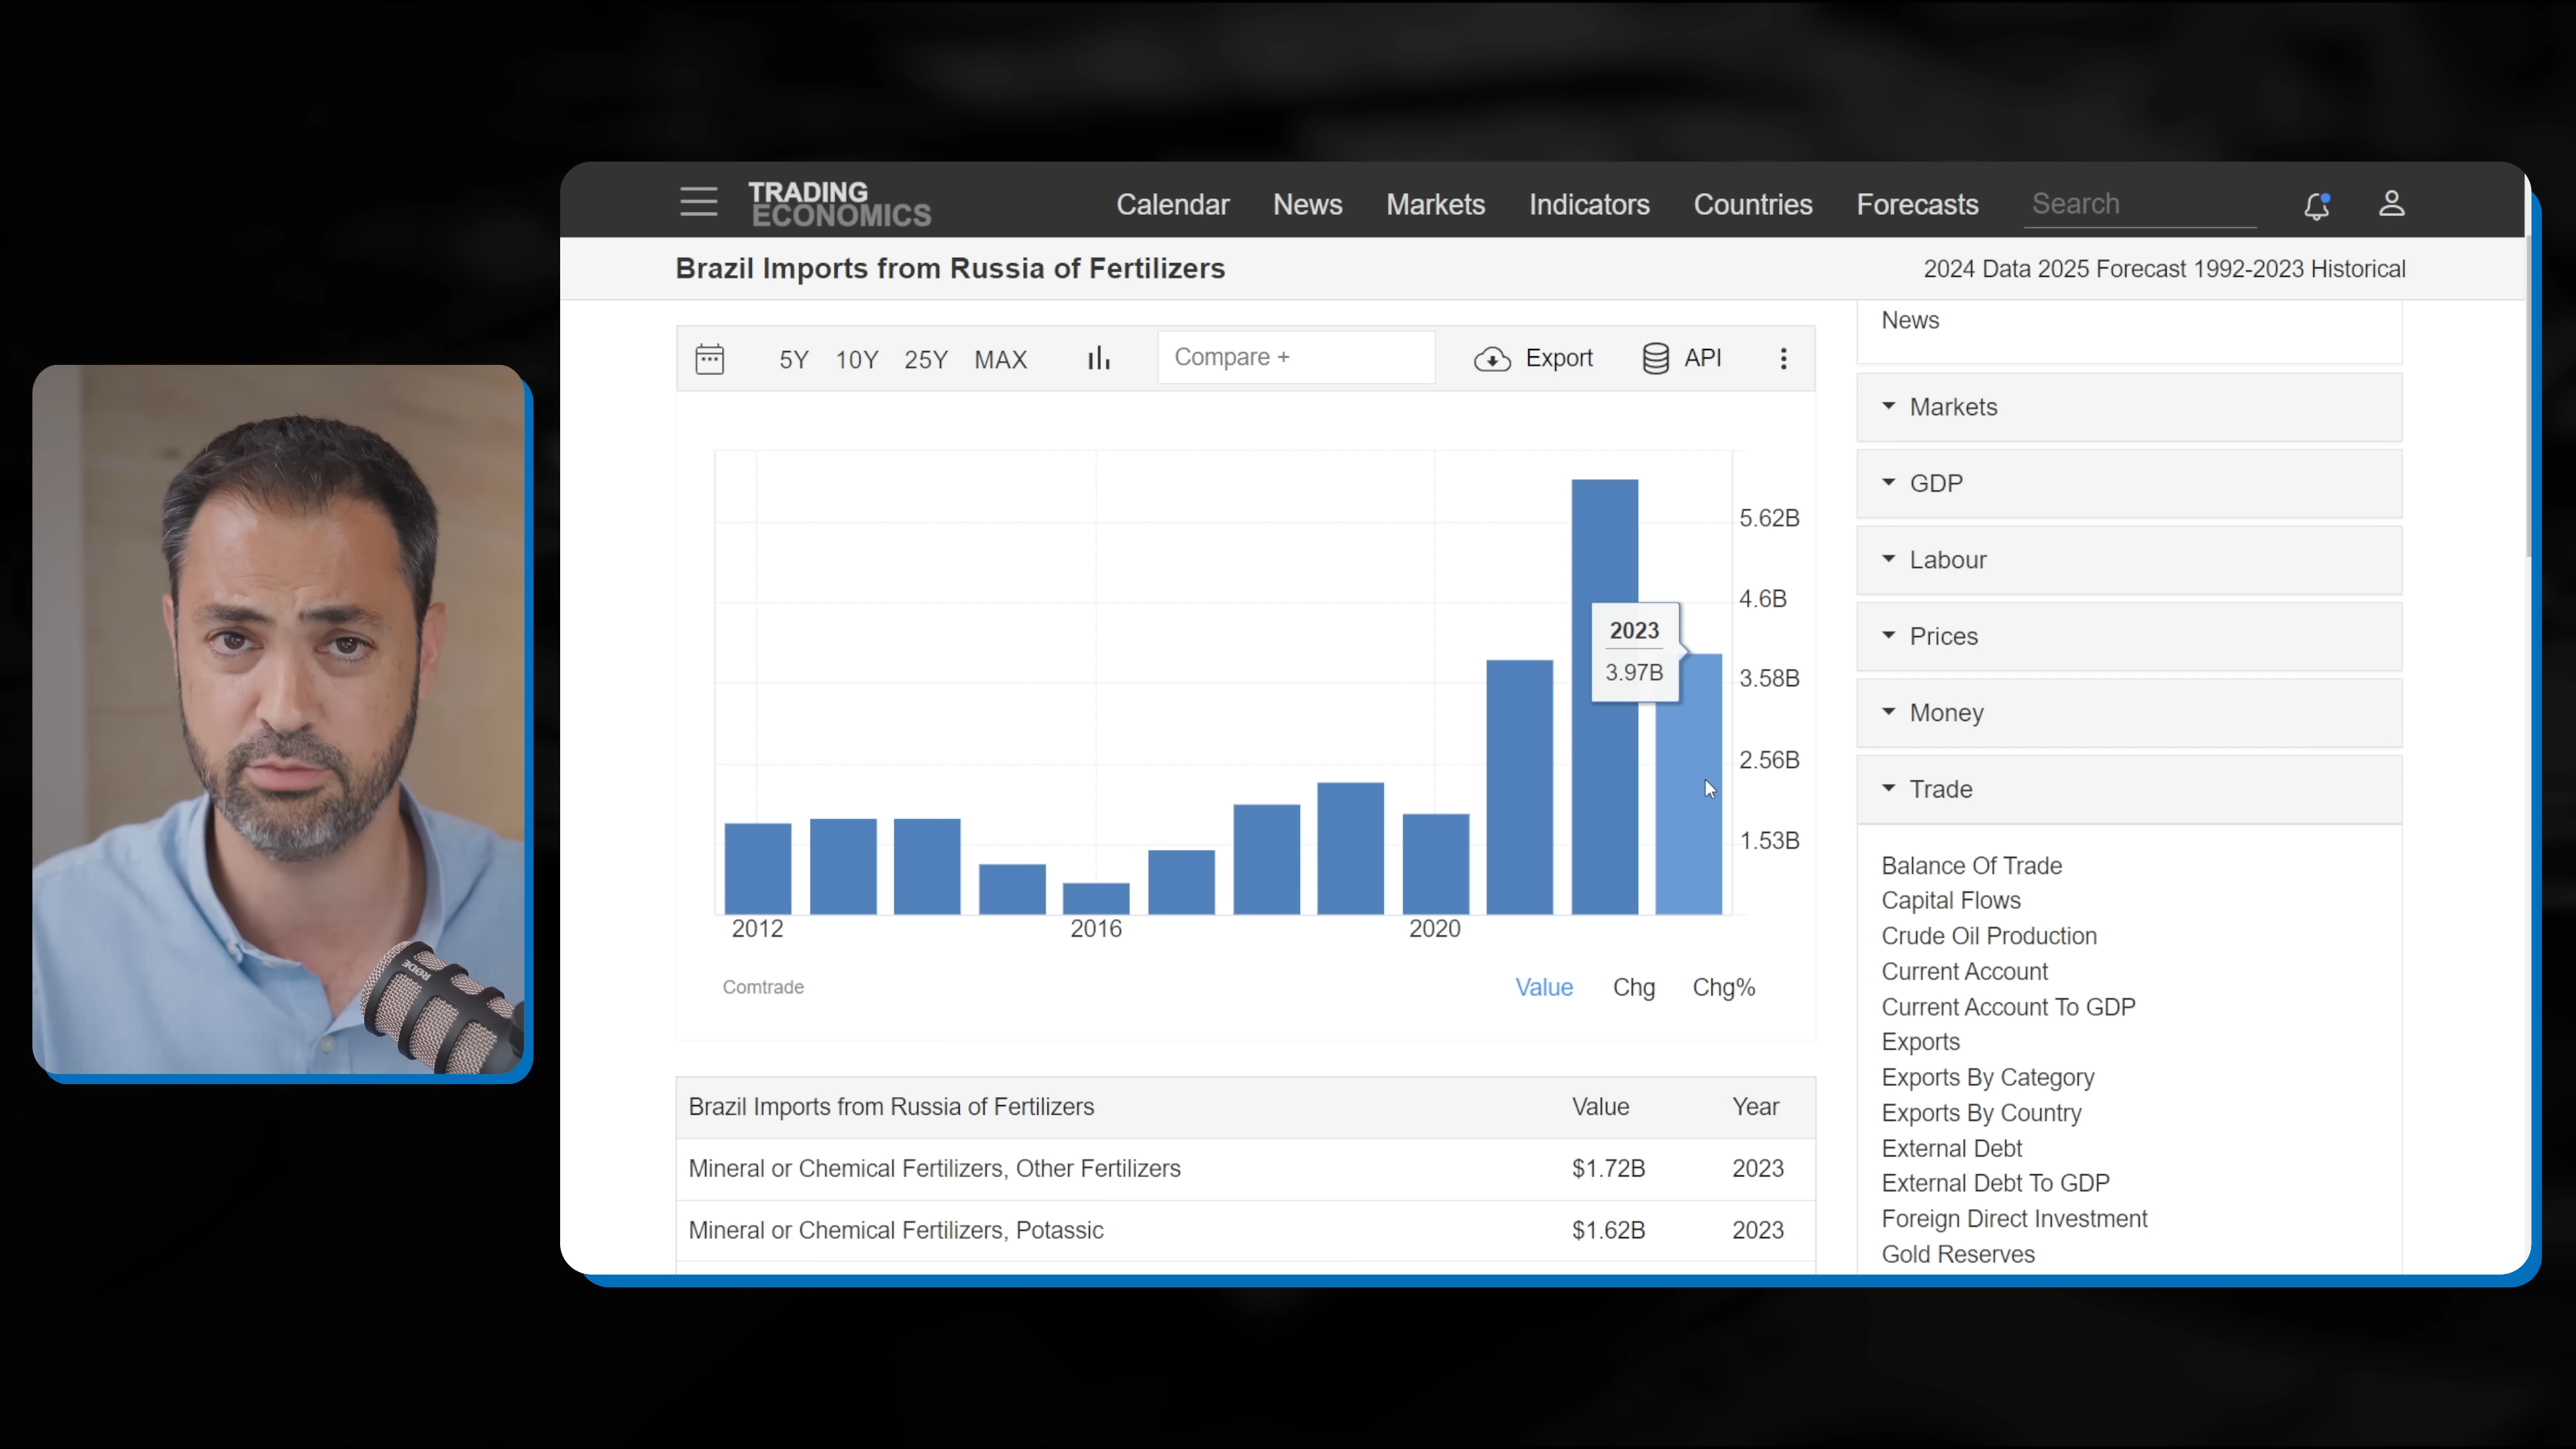 TRADING
ECONOMICS
Calendar News Markets Indicators Countries Forecasts Search
Brazil Imports from Russia of Fertilizers
2024 Data 2025 Forecast 1992-2023 Historical
5Y 10Y 25Y MAX Compare + Export API
5.62B
4.6B
3.58B
2.56B
1.53B
2023
3.97B
2012 2016 2020
Comtrade Value Chg Chg%
Brazil Imports from Russia of Fertilizers Value Year
Mineral or Chemical Fertilizers, Other Fertilizers $1.72B 2023
Mineral or Chemical Fertilizers, Potassic $1.62B 2023
News
Markets
GDP
Labour
Prices
Money
Trade
Balance Of Trade
Capital Flows
Crude Oil Production
Current Account
Current Account To GDP
Exports
Exports By Category
Exports By Country
External Debt
External Debt To GDP
Foreign Direct Investment
Gold Reserves
RØDE